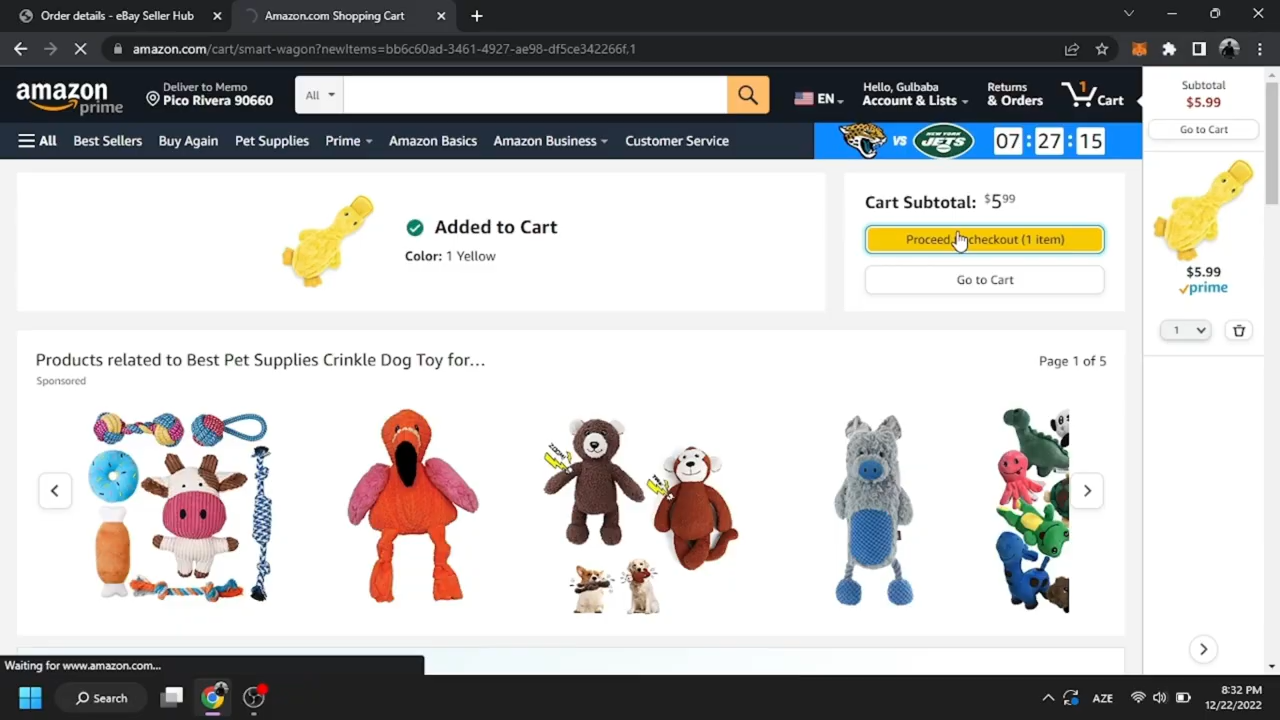 Order details - eBay Seller Hub
Amazon.com Shopping Cart
amazon.com/cart/smart-wagon?newItems=bb6c60ad-3461-4927-ae98-df5ce342266f,1
amazon
prime
Deliver to Memo
Pico Rivera 90660
All
EN
Hello, Gulbaba
Account & Lists
Returns
& Orders
1
Cart
Subtotal
$5.99
Go to Cart
All
Best Sellers
Buy Again
Pet Supplies
Prime
Amazon Basics
Amazon Business
Customer Service
VS
NEW YORK
JETS
07 : 27 : 15
Added to Cart
Color: 1 Yellow
Cart Subtotal: $5 99
Proceed checkout (1 item)
Go to Cart
$5.99
prime
1
Products related to Best Pet Supplies Crinkle Dog Toy for...
Page 1 of 5
Sponsored
Waiting for www.amazon.com...
Search
AZE
8:32 PM
12/22/2022